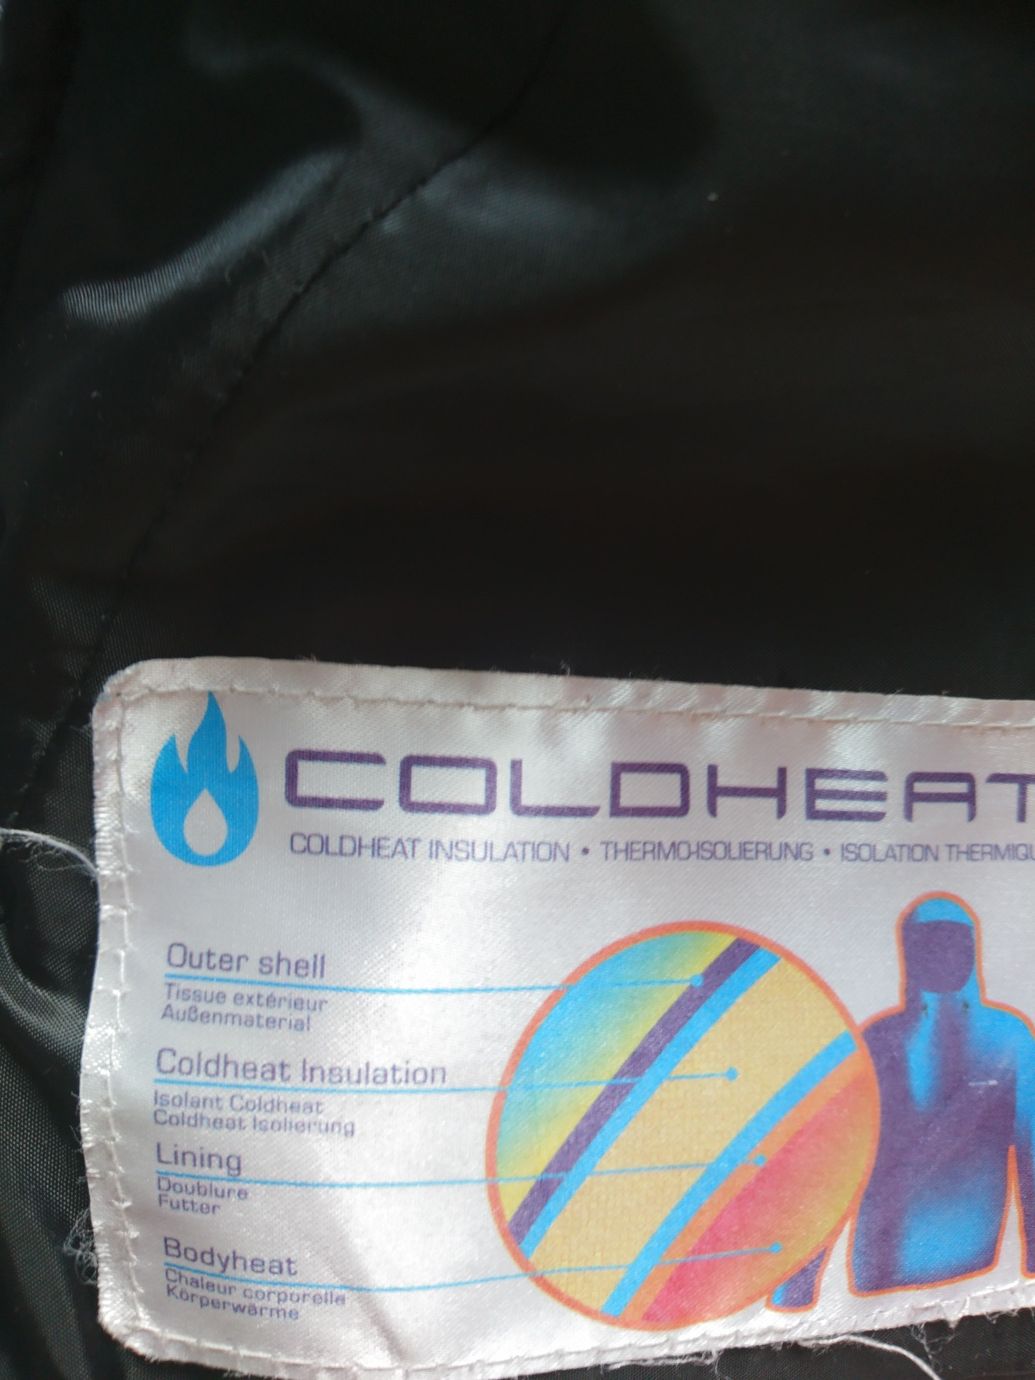 COLDHEAT
COLDHEAT INSULATION • THERMO-ISOLIERUNG • ISOLATION
Outer shell
Tissue extérieur
Außenmaterial
Coldheat Insulation
Isolant Coldheat
Coldheat Isolierung
Lining
Doublure
Futter
Bodyheat
Chaleur corporelle
Körperwärme